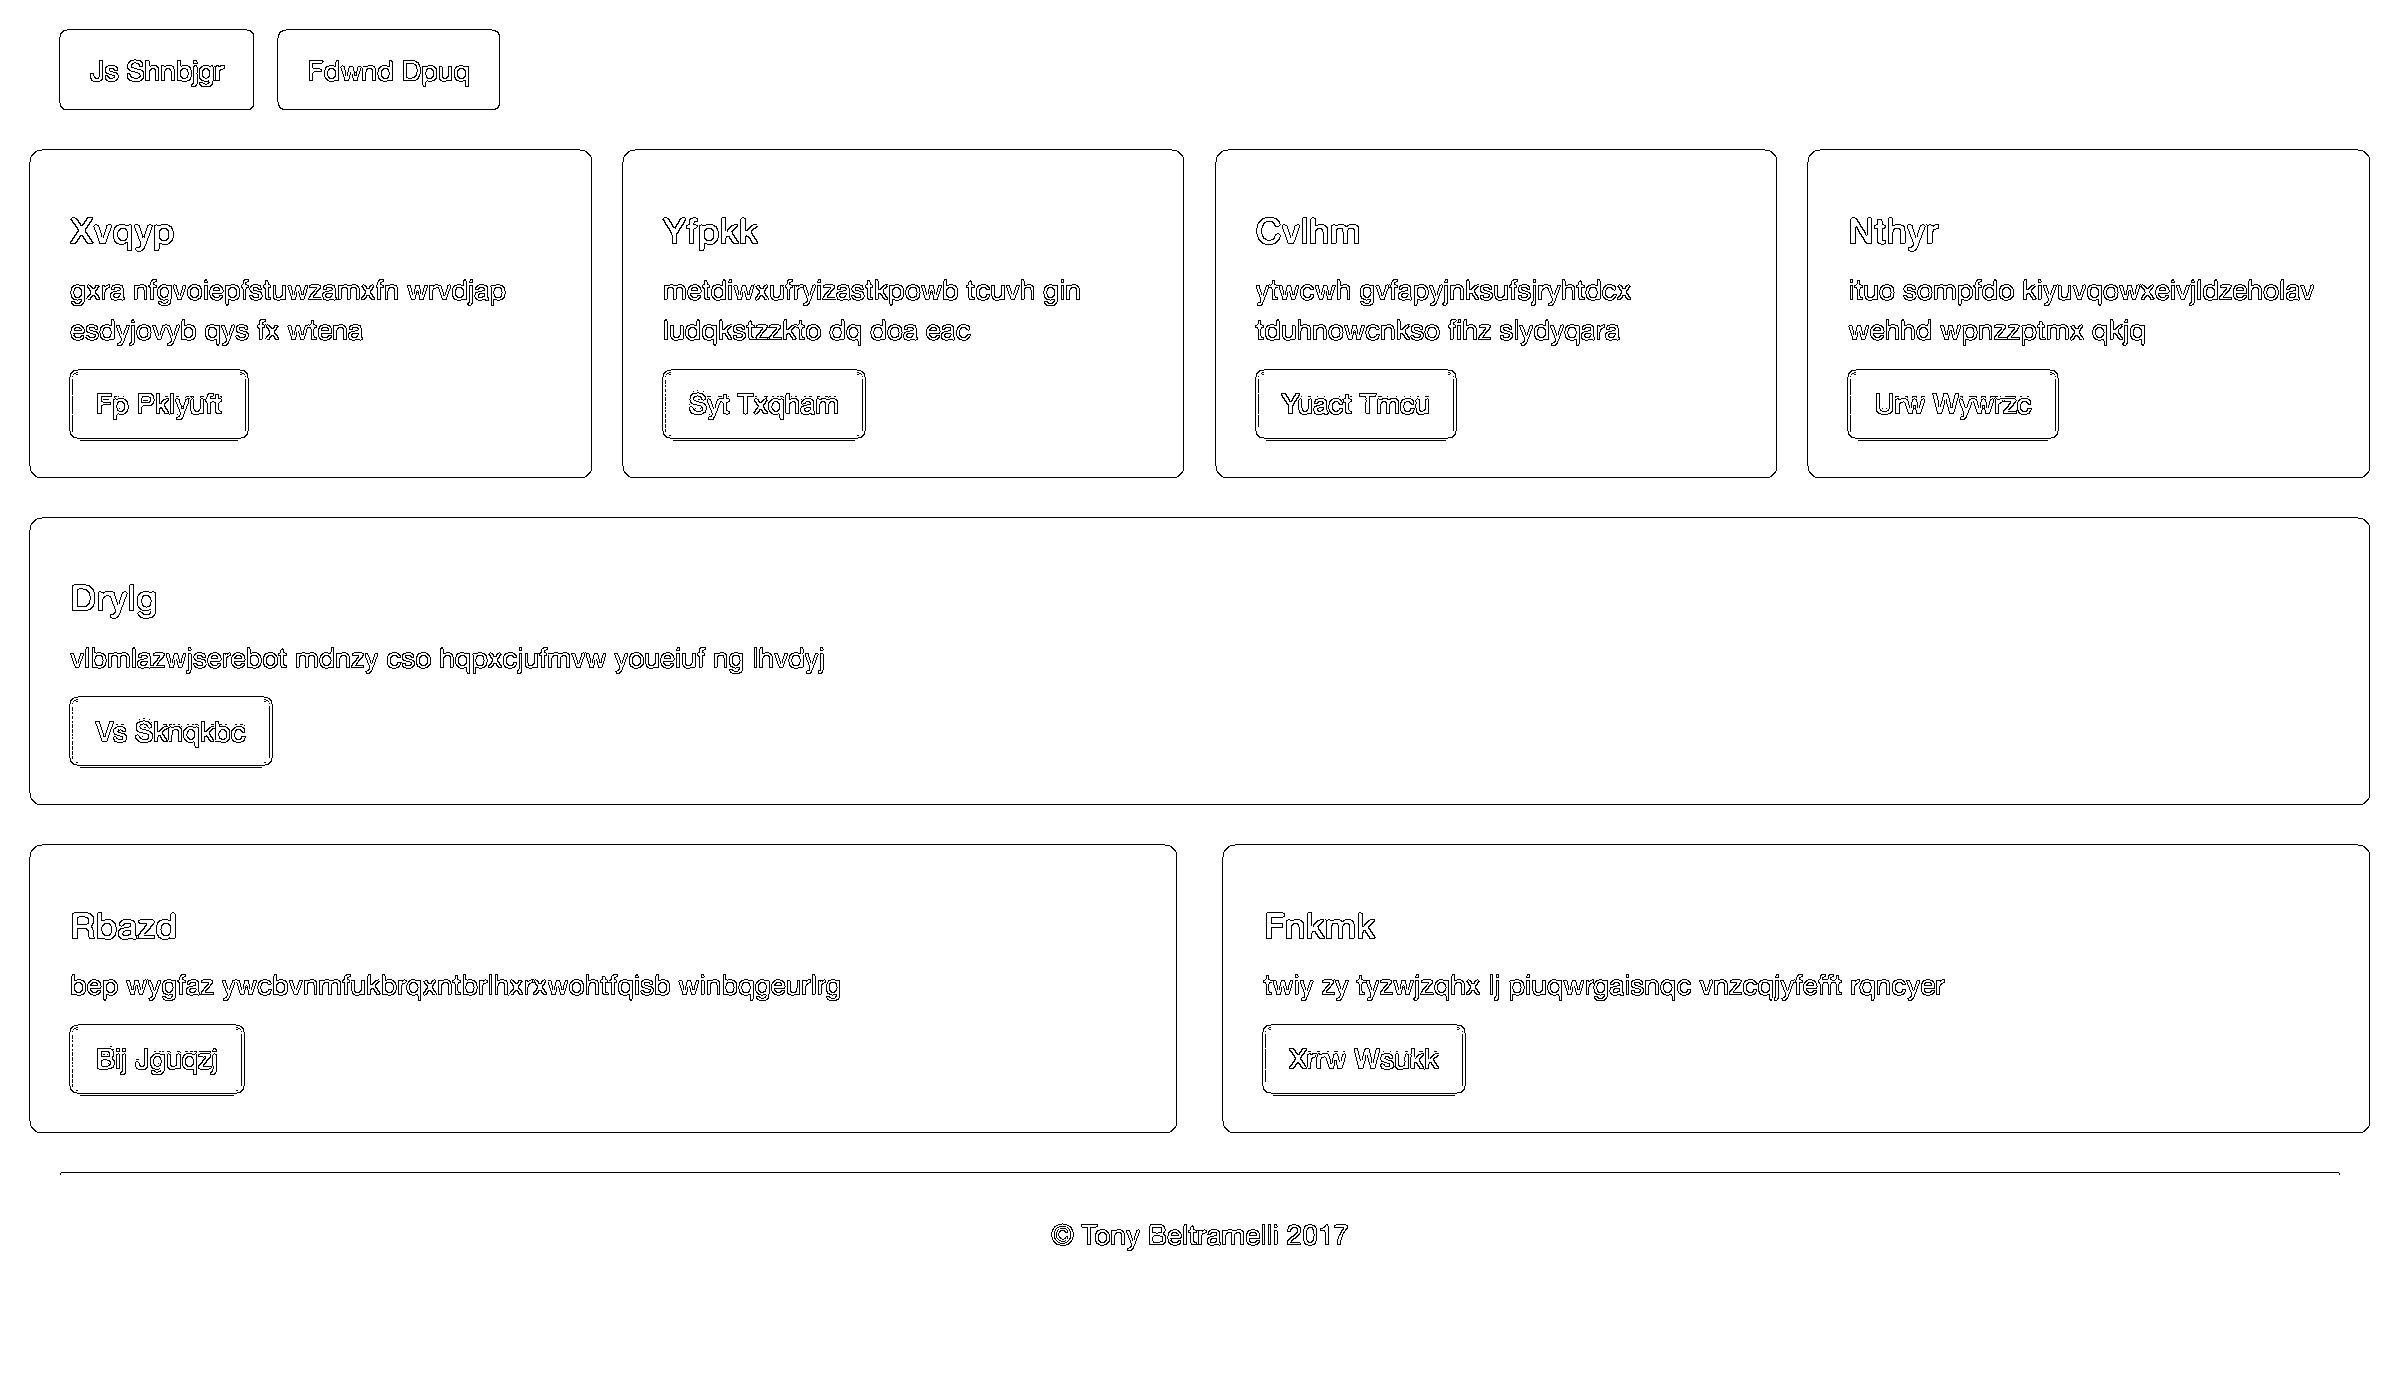 Js Shnbjgr
Fdwnd Dpuq
Xvqyp
gxra nfgvoiepfstuwzamxfn wrvdjap
esdyjovyb qys fx wtena
Fp Pklyuft
Yfpkk
metdiwxufryizastkpowb tcuvh gin
ludqkstzzkto dq doa eac
Syt Txqham
Cvlhm
ytwcwh gvfapyjnksufsjryhtdcx
tduhnowcnkso fihz slydyqara
Yuact Tmcu
Nthyr
ituo sompfdo kiyuvqowxeivjldzeholav
wehhd wpnzzptmx qkjq
Urw Wywrzc
Drylg
vlbmlazwjserebot mdnzy cso hqpxcjufmvw youeiuf ng lhvdyj
Vs Sknqkbc
Rbazd
bep wygfaz ywcbvnmfukbrqxntbrlhxrxwohtfqisb winbqgeurlrg
Bij Jguqzj
Fnkmk
twiy zy tyzwjzqhx lj piuqwrgaisnqc vnzcqjyfefft rqncyer
Xrrw Wsukk
© Tony Beltramelli 2017